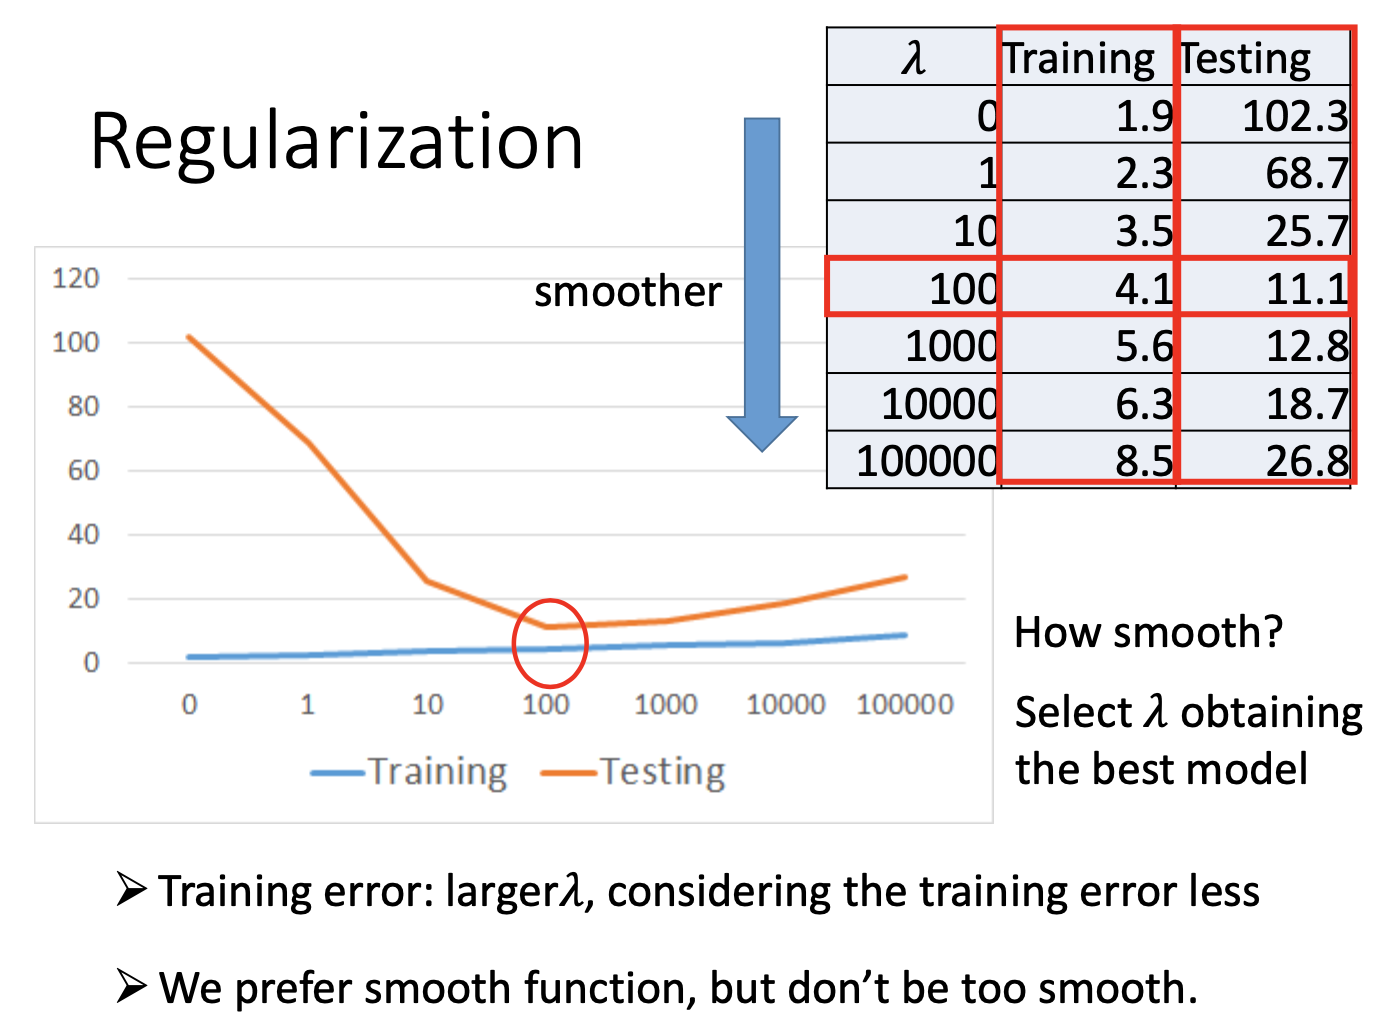 Regularization
smoother
λ Training Testing
0 1.9 102.3
1 2.3 68.7
10 3.5 25.7
100 4.1 11.1
1000 5.6 12.8
10000 6.3 18.7
100000 8.5 26.8
120
100
80
60
40
20
0
0 1 10 100 1000 10000 100000
Training Testing
How smooth?
Select λ obtaining
the best model
➢ Training error: largerλ, considering the training error less
➢ We prefer smooth function, but don’t be too smooth.